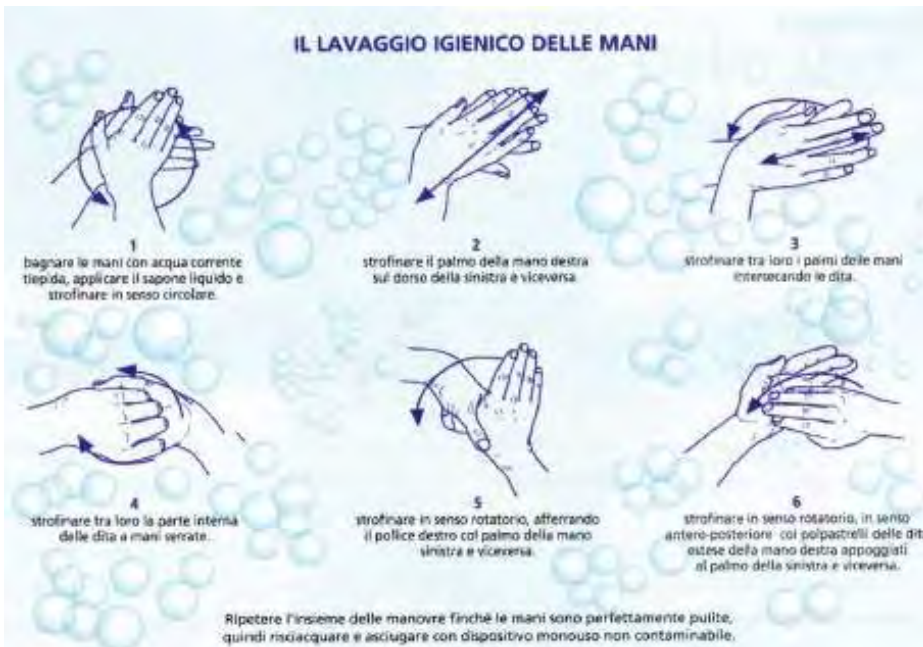 IL LAVAGGIO IGIENICO DELLE MANI
1
bagnare le mani con acqua corrente
tiepida, applicare il sapone liquido e
strofinare in senso circolare.
2
strofinare il palmo della mano destra
sul dorso della sinistra e viceversa.
3
strofinare tra loro i palmi delle mani
intersecando le dita.
4
strofinare tra loro la parte interna
delle dita a mani serrate.
5
strofinare in senso rotatorio, afferrando
il pollice destro col palmo della mano
sinistra e viceversa.
6
strofinare in senso rotatorio, in senso
antero-posteriore coi polpastrelli delle dita
estese della mano destra appoggiati
al palmo della sinistra e viceversa.
Ripetere l'insieme delle manovre finchè le mani sono perfettamente pulite,
quindi risciacquare e asciugare con dispositivo monouso non contaminabile.